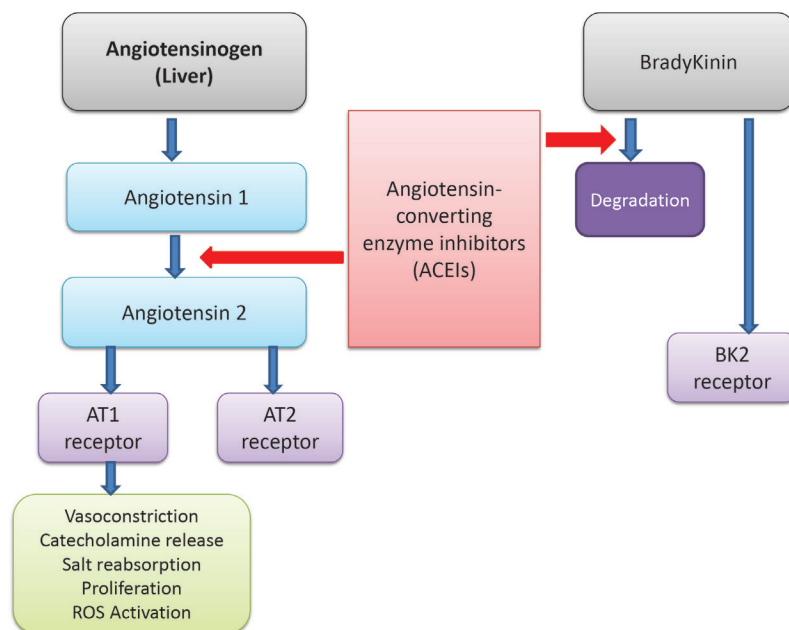 Angiotensinogen
(Liver)
BradyKinin
Angiotensin 1
Angiotensin-
converting
enzyme inhibitors
(ACEIs)
Degradation
Angiotensin 2
AT1
receptor
AT2
receptor
BK2
receptor
Vasoconstriction
Catecholamine release
Salt reabsorption
Proliferation
ROS Activation